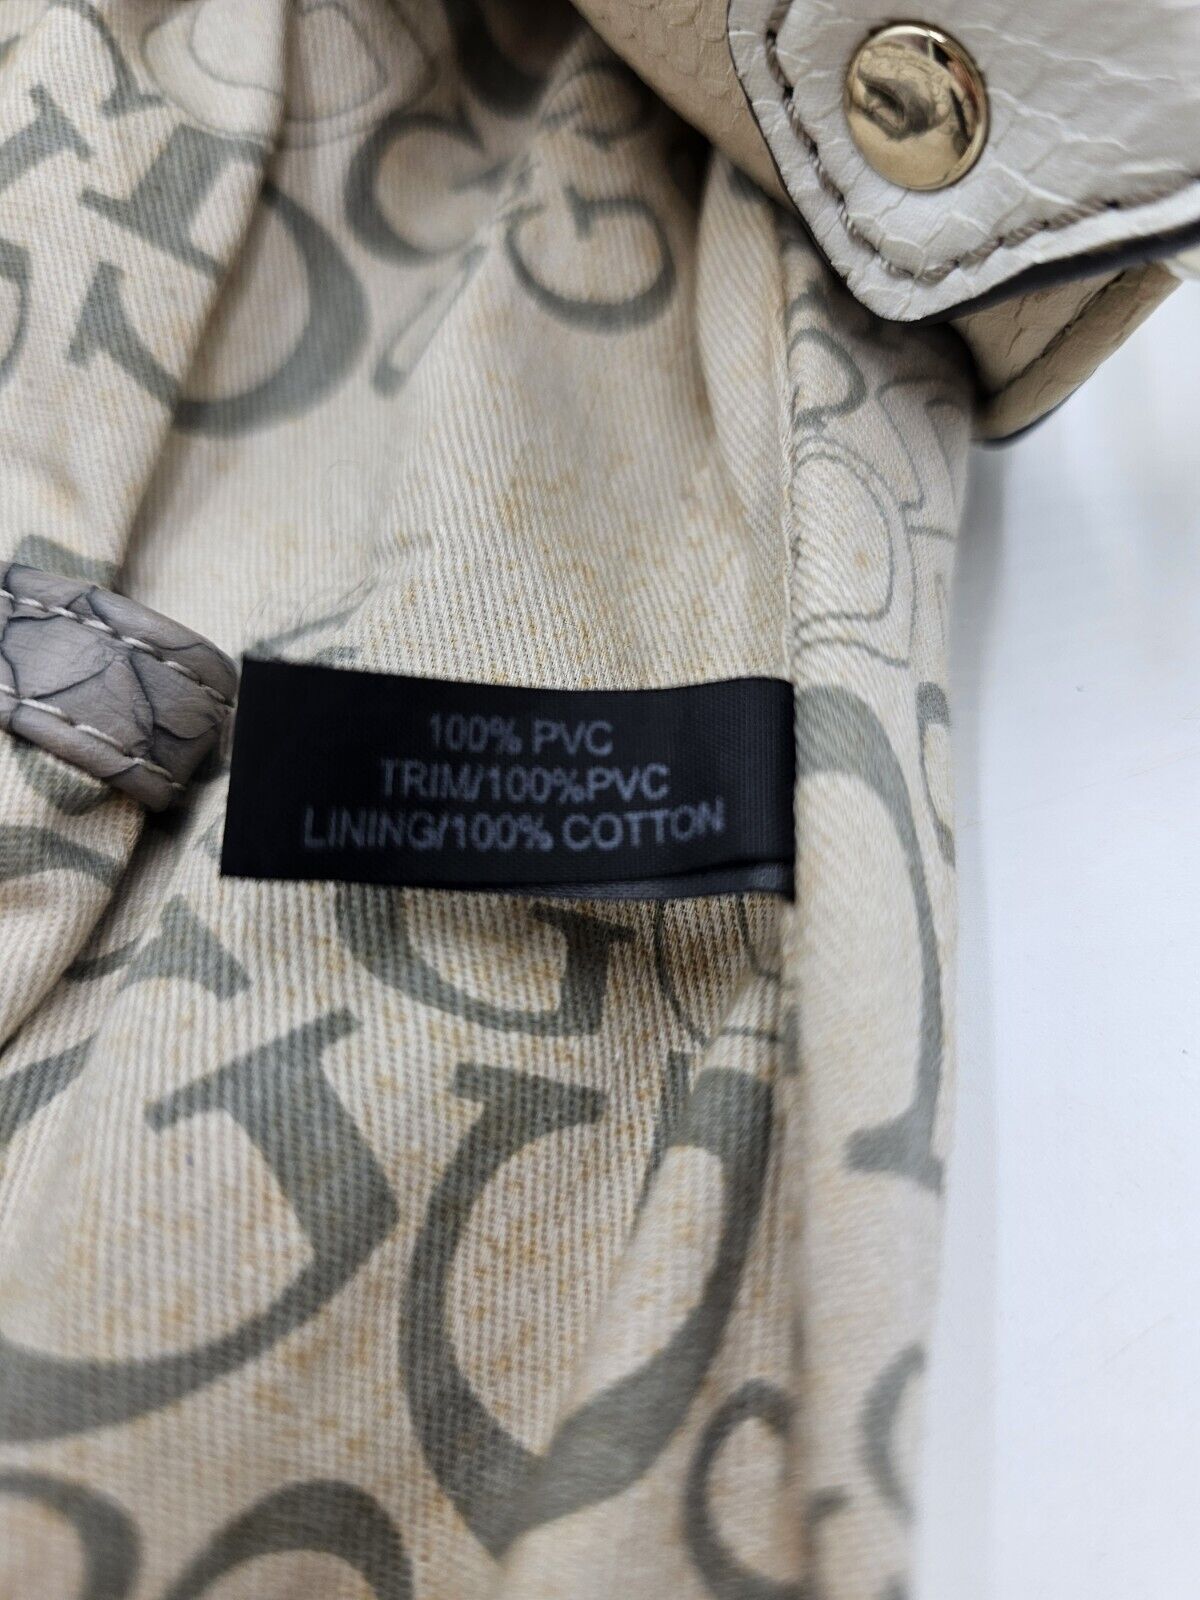 100% PVC
TRIM/100%PVC
LINING/100% COTTON